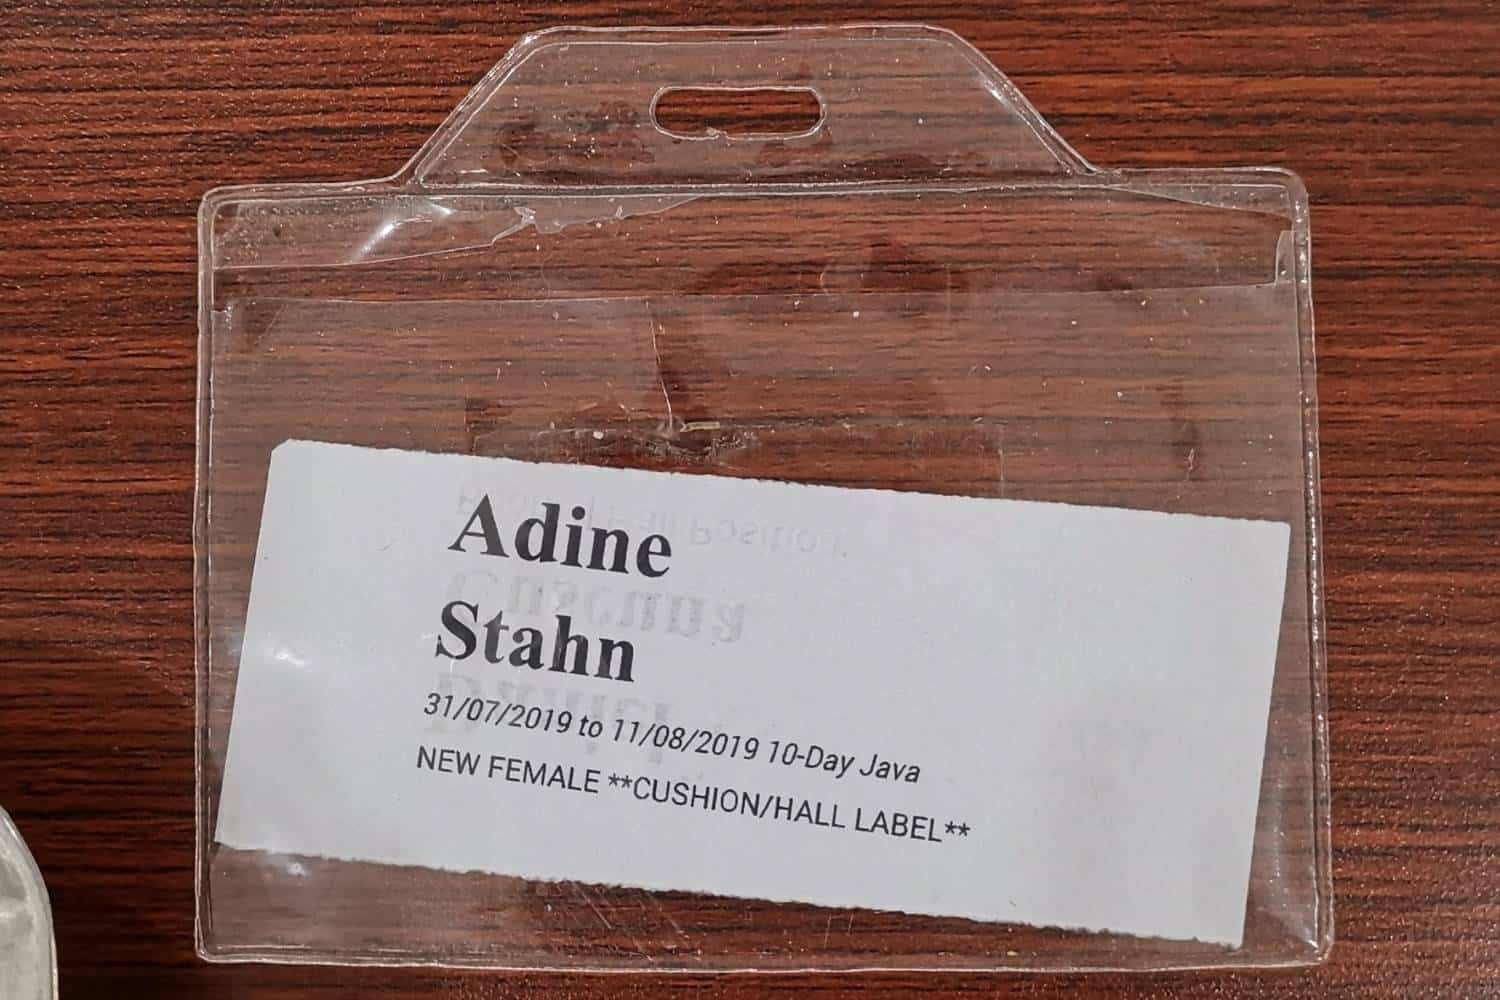 Adine
Stahn
31/07/2019 to 11/08/2019 10-Day Java
NEW FEMALE **CUSHION/HALL LABEL**